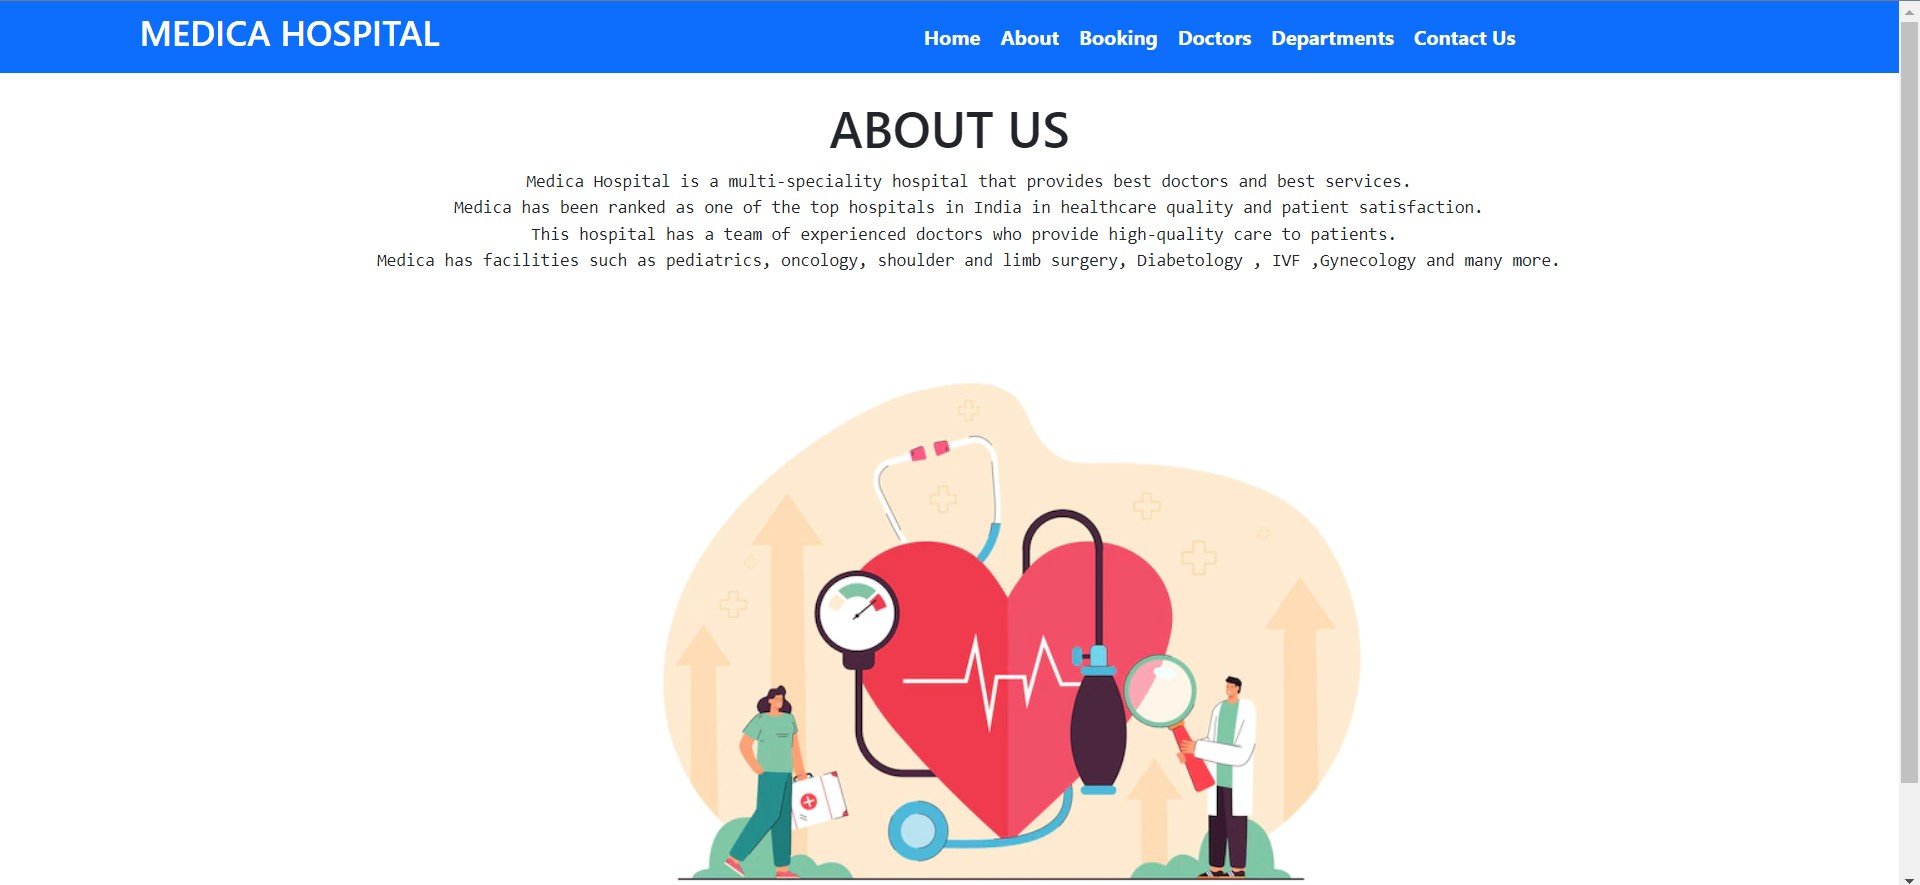 MEDICA HOSPITAL
Home About Booking Doctors Departments Contact Us
ABOUT US
Medica Hospital is a multi-speciality hospital that provides best doctors and best services.
Medica has been ranked as one of the top hospitals in India in healthcare quality and patient satisfaction.
This hospital has a team of experienced doctors who provide high-quality care to patients.
Medica has facilities such as pediatrics, oncology, shoulder and limb surgery, Diabetology , IVF ,Gynecology and many more.